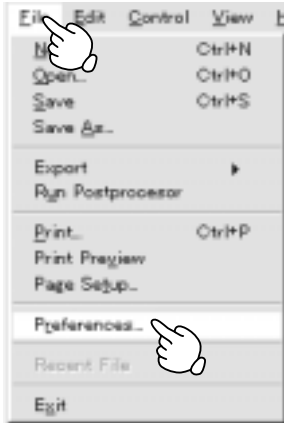 File Edit Control View H
N Ctrl+N
Open... Ctrl+O
Save Ctrl+S
Save As...
Export
Run Postprocesor
Print... Ctrl+P
Print Preview
Page Setup...
Preferences...
Recent File
Exit